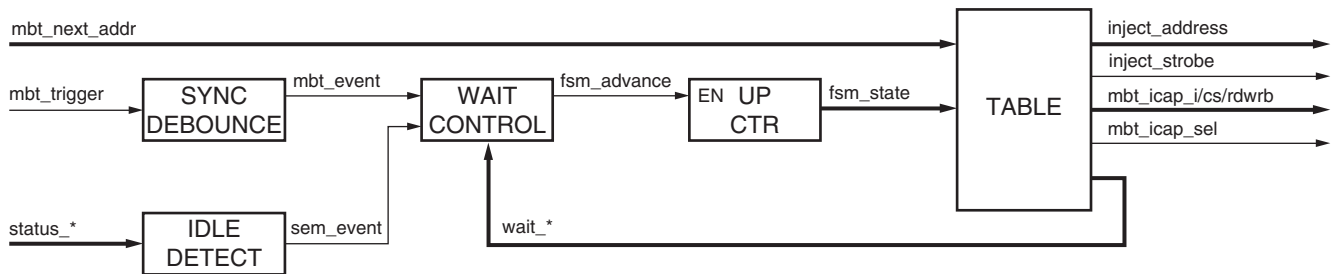 mbt_next_addr
inject_address
inject_strobe
mbt_trigger
SYNC
DEBOUNCE
mbt_event
WAIT
CONTROL
fsm_advance
EN UP
CTR
fsm_state
TABLE
mbt_icap_i/cs/rdwrb
mbt_icap_sel
status_*
IDLE
DETECT
sem_event
wait_*